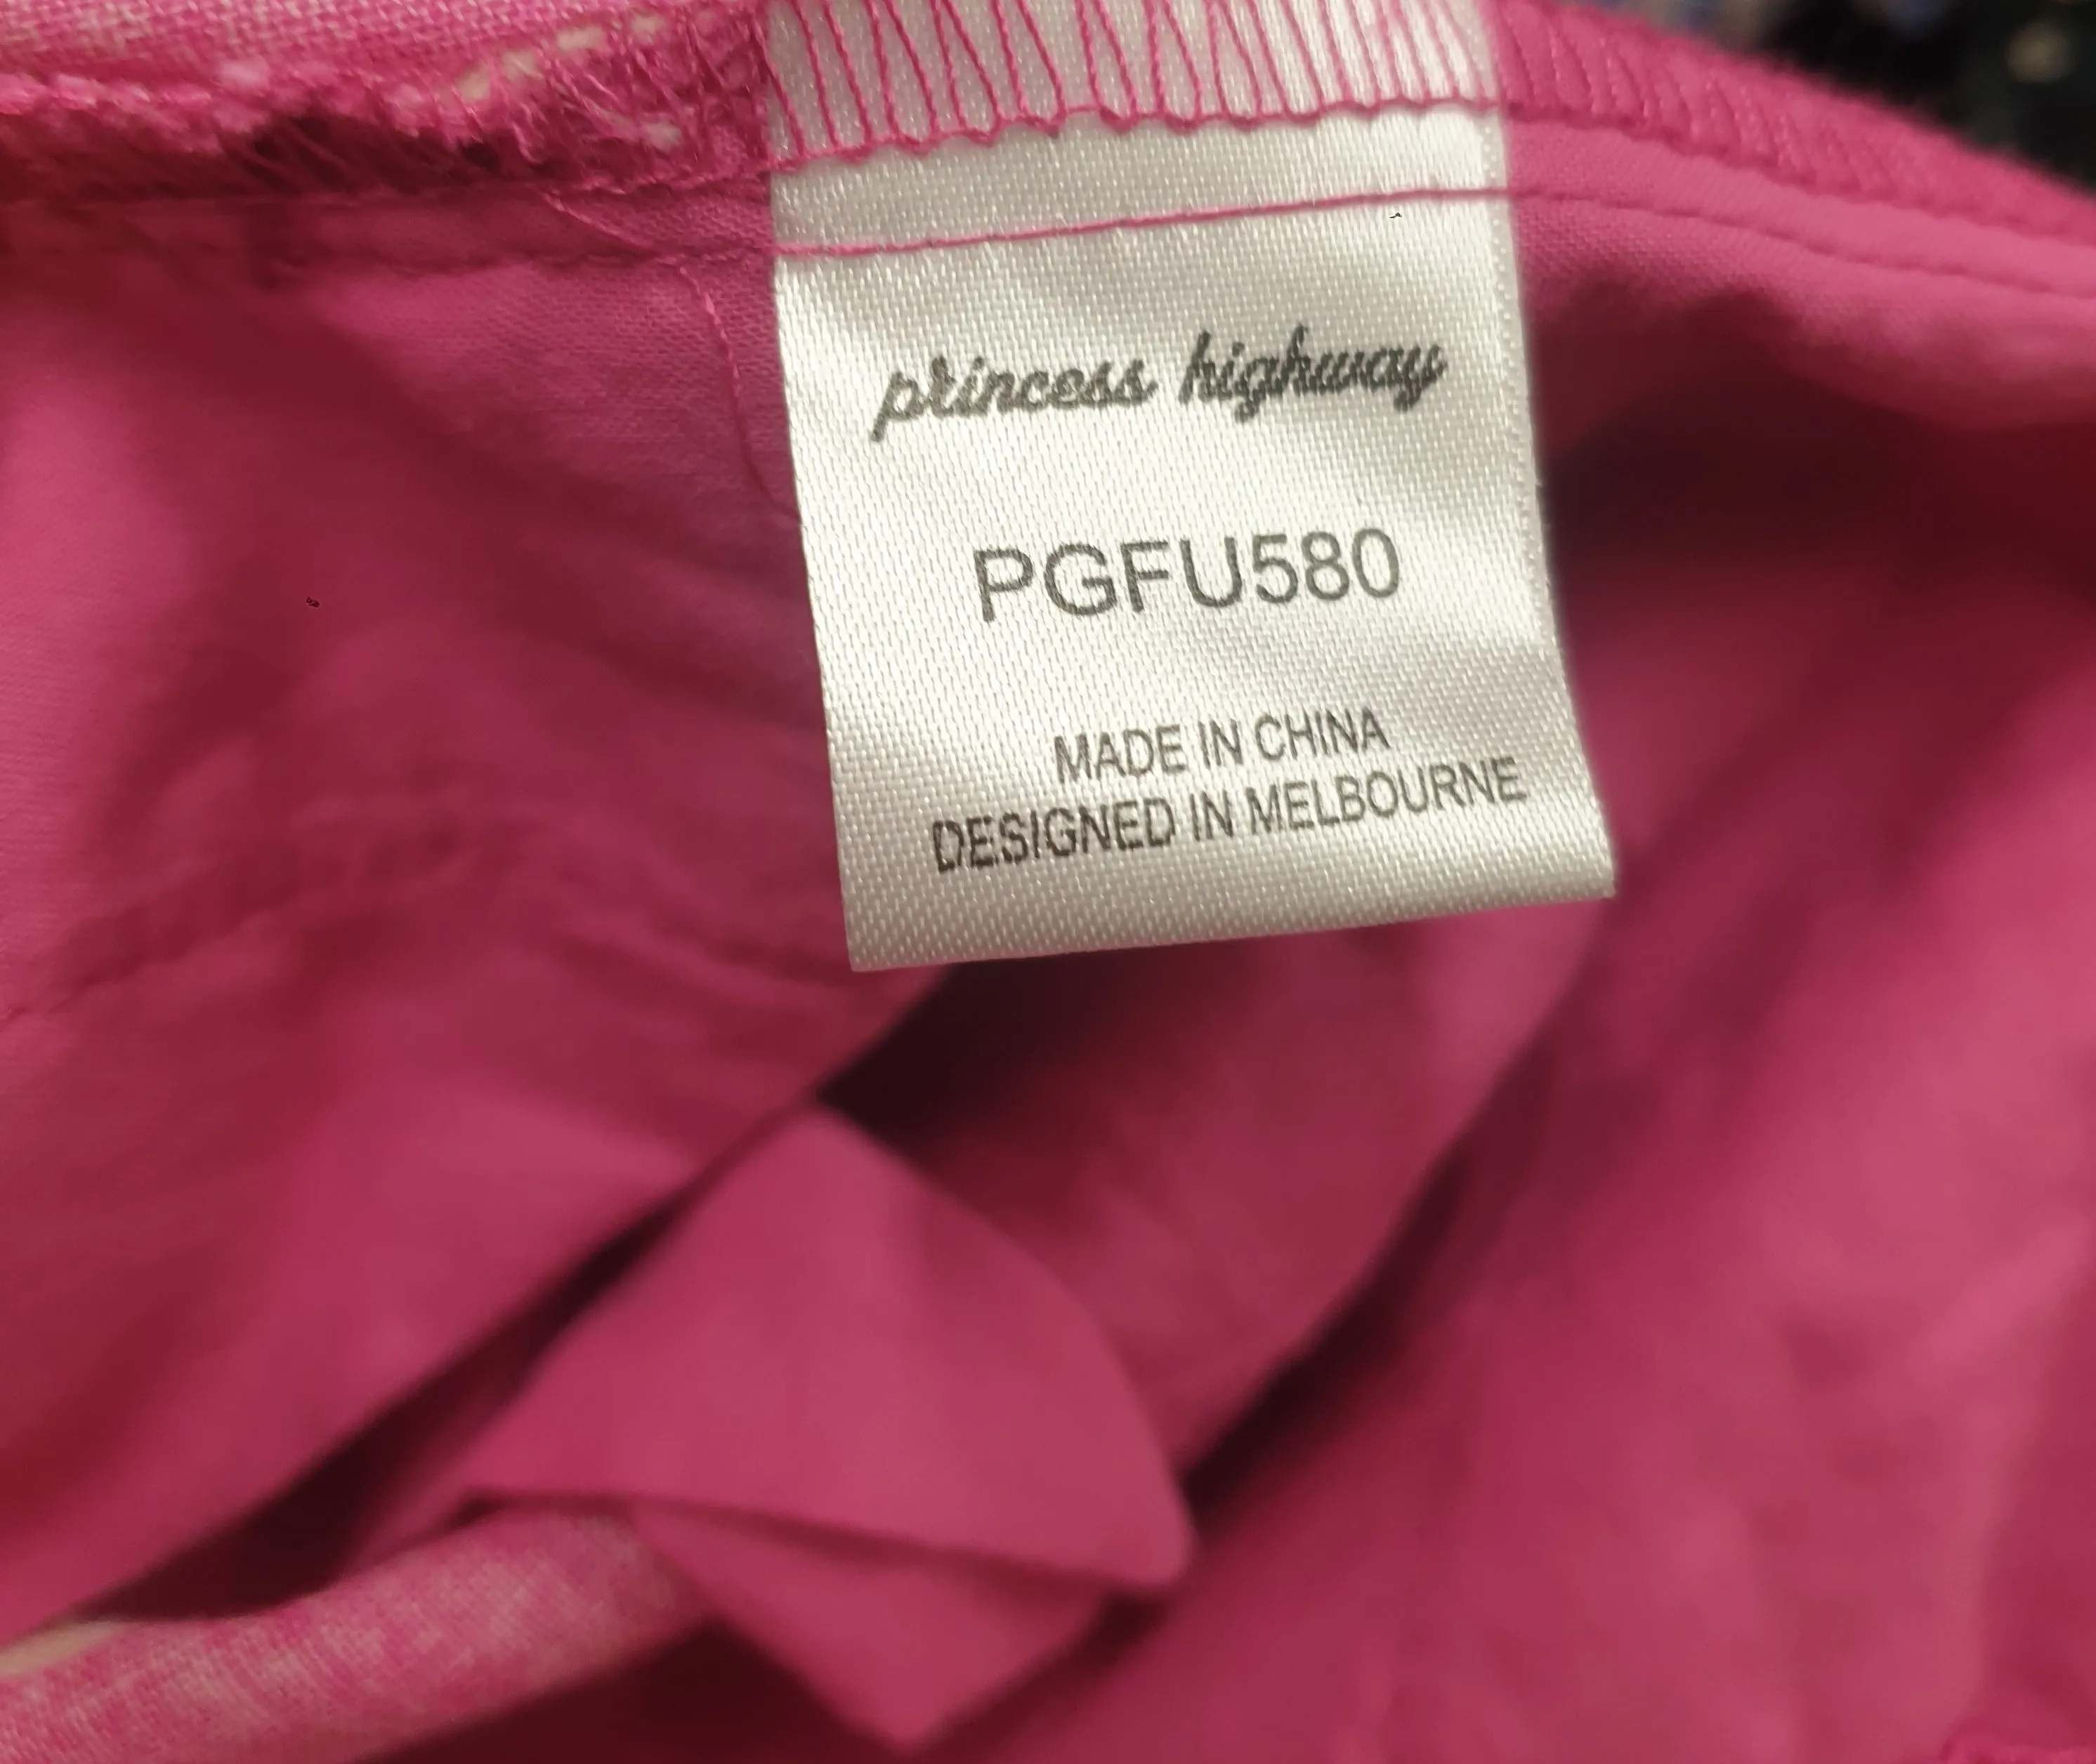 princess highway
PGFU580
MADE IN CHINA
DESIGNED IN MELBOURNE